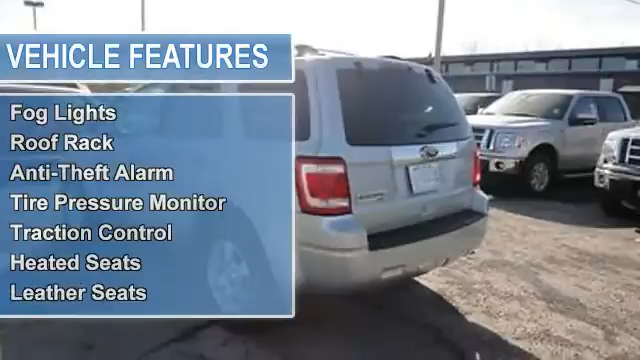 VEHICLE FEATURES
Fog Lights
Roof Rack
Anti-Theft Alarm
Tire Pressure Monitor
Traction Control
Heated Seats
Leather Seats